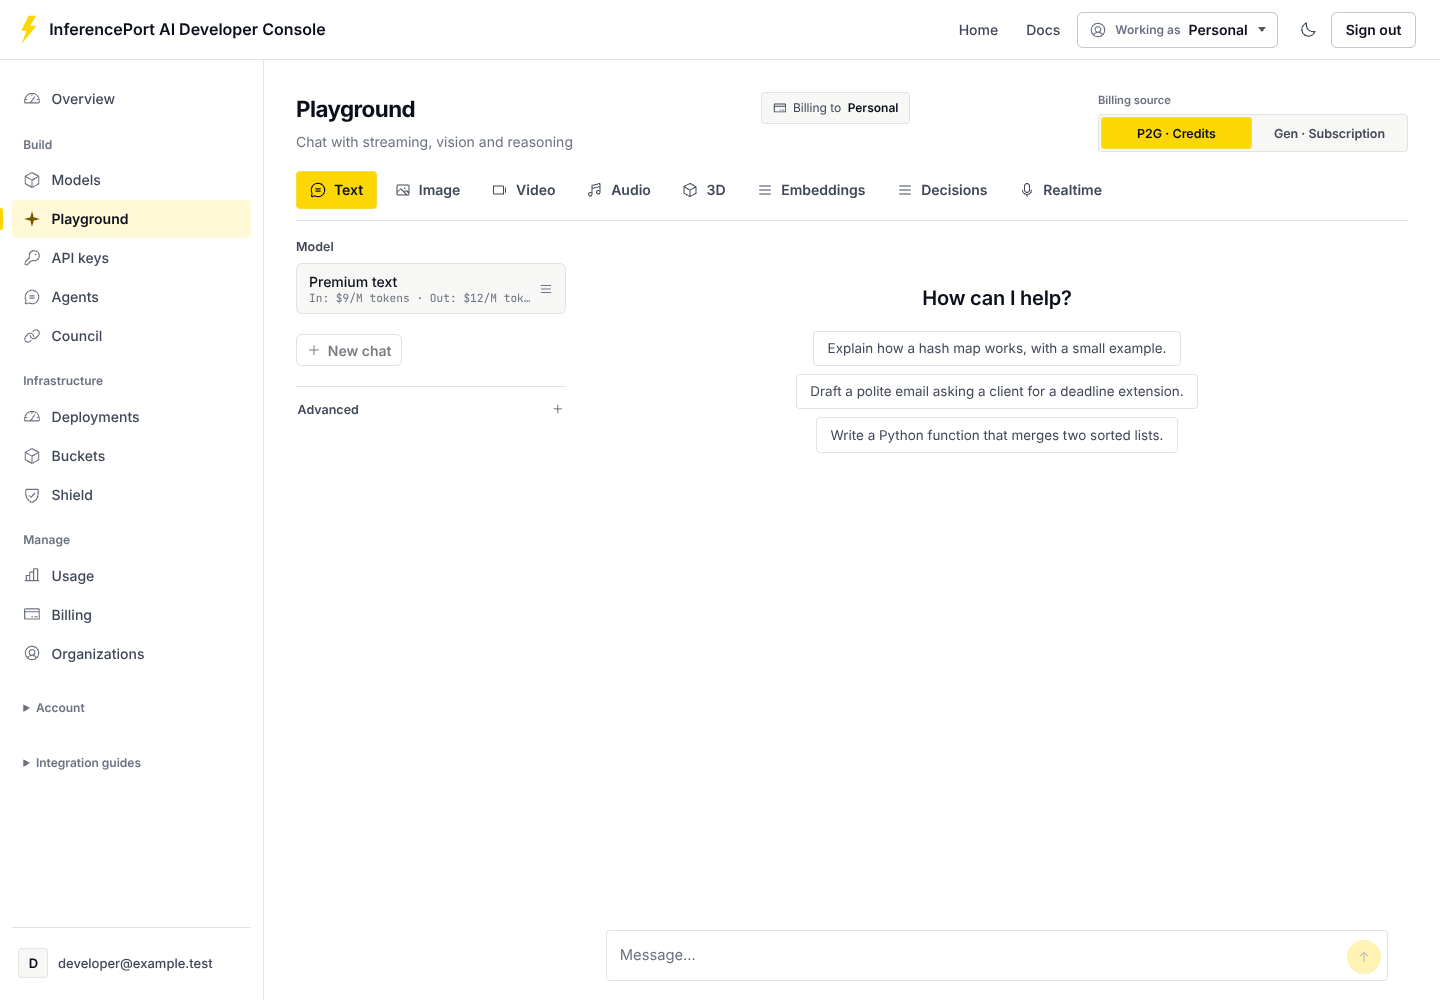 InferencePort AI Developer Console
Home
Docs
Working as Personal
Sign out
Overview
Build
Models
Playground
API keys
Agents
Council
Infrastructure
Deployments
Buckets
Shield
Manage
Usage
Billing
Organizations
Account
Integration guides
D
developer@example.test
Playground
Chat with streaming, vision and reasoning
Billing to Personal
Billing source
P2G · Credits
Gen · Subscription
Text
Image
Video
Audio
3D
Embeddings
Decisions
Realtime
Model
Premium text
In: $9/M tokens · Out: $12/M tok…
New chat
Advanced
How can I help?
Explain how a hash map works, with a small example.
Draft a polite email asking a client for a deadline extension.
Write a Python function that merges two sorted lists.
Message...